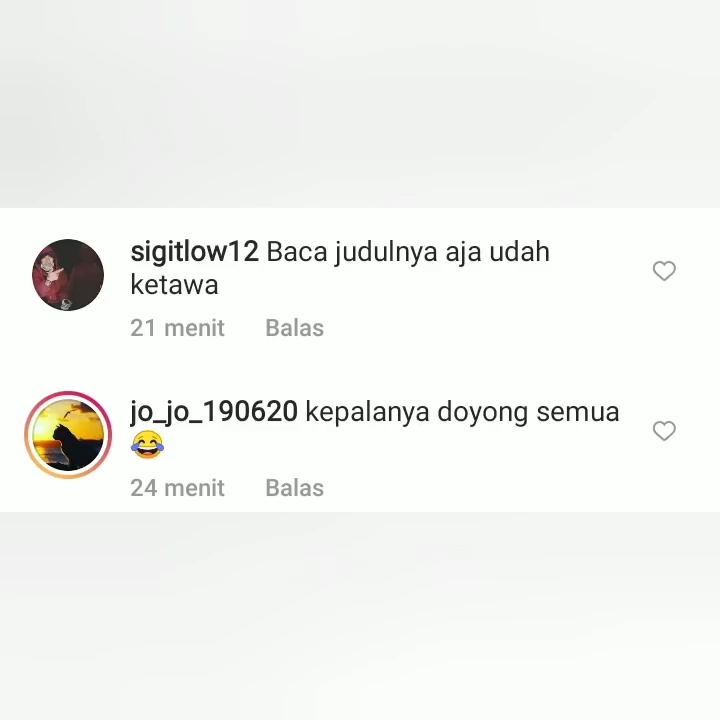 sigitlow12 Baca judulnya aja udah
ketawa
21 menit Balas
jo_jo_190620 kepalanya doyong semua
😂
24 menit Balas